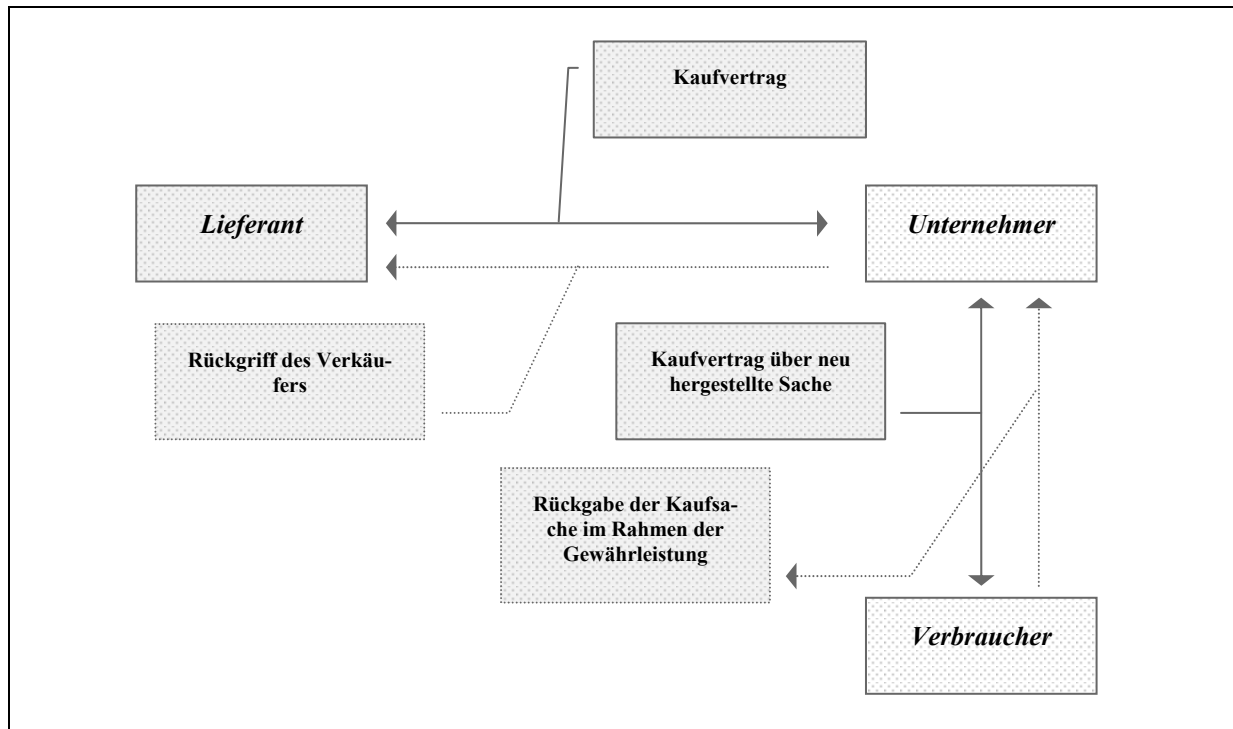 Kaufvertrag
Lieferant
Unternehmer
Rückgriff des Verkäu-
fers
Kaufvertrag über neu
hergestellte Sache
Rückgabe der Kaufsa-
che im Rahmen der
Gewährleistung
Verbraucher